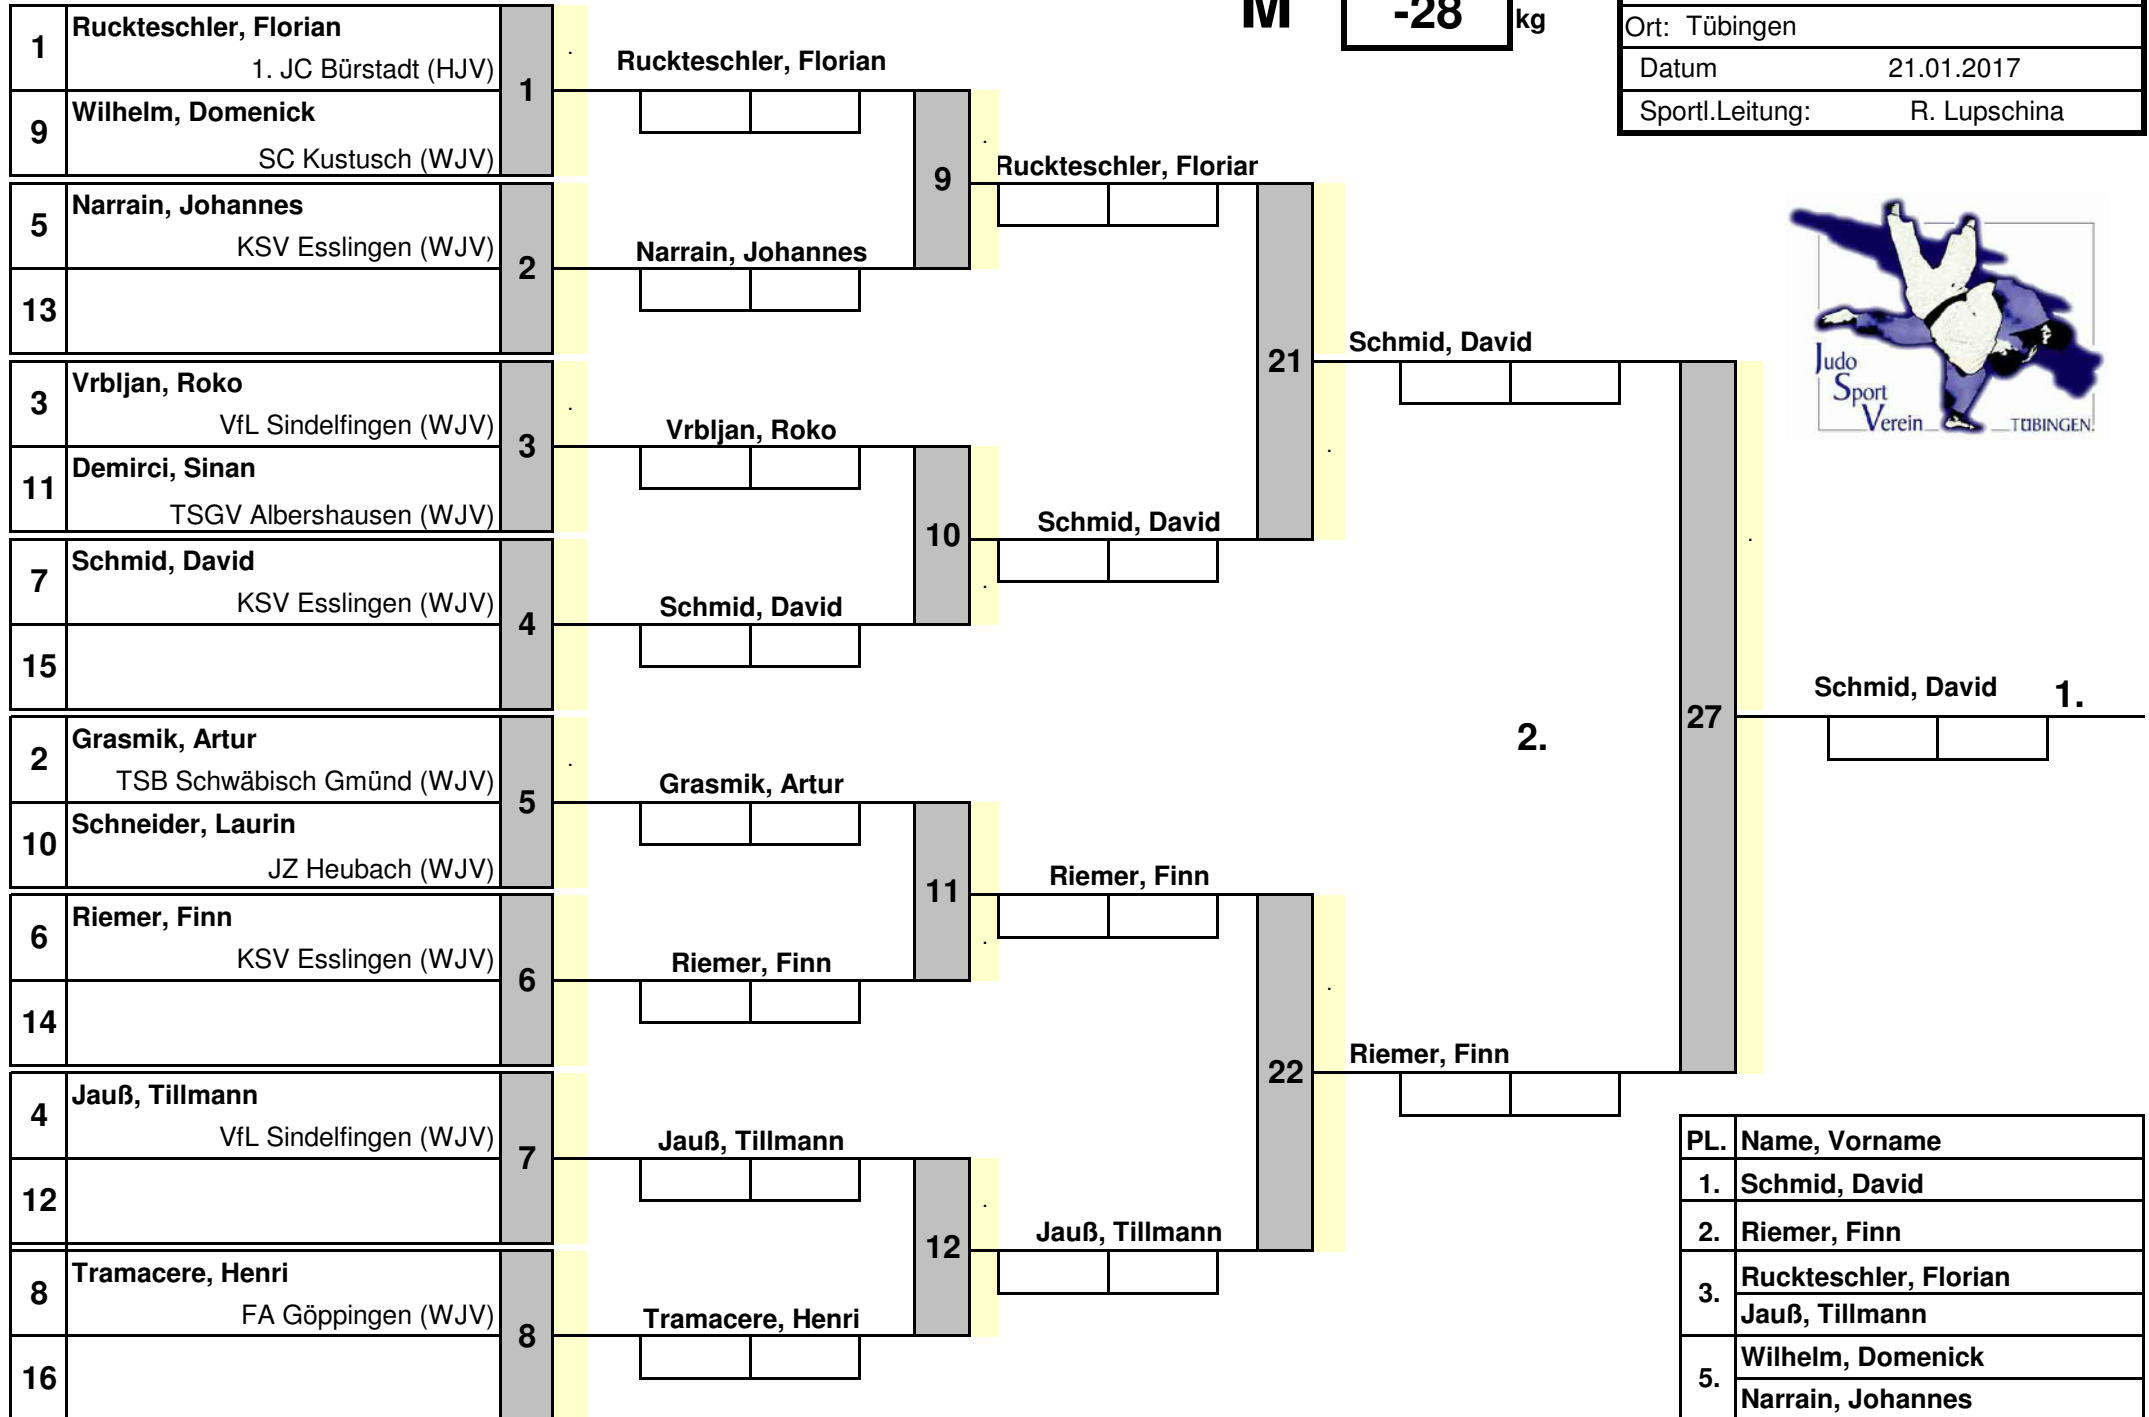 M -28 kg
Ort: Tübingen
Datum 21.01.2017
Sportl.Leitung: R. Lupschina
1 Ruckteschler, Florian
1. JC Bürstadt (HJV)
9 Wilhelm, Domenick
SC Kustusch (WJV)
1
5 Narrain, Johannes
KSV Esslingen (WJV)
13
2
3 Vrbljan, Roko
VfL Sindelfingen (WJV)
11 Demirci, Sinan
TSGV Albershausen (WJV)
3
7 Schmid, David
KSV Esslingen (WJV)
15
4
2 Grasmik, Artur
TSB Schwäbisch Gmünd (WJV)
10 Schneider, Laurin
JZ Heubach (WJV)
5
6 Riemer, Finn
KSV Esslingen (WJV)
14
6
4 Jauß, Tillmann
VfL Sindelfingen (WJV)
12
7
8 Tramacere, Henri
FA Göppingen (WJV)
16
8
Ruckteschler, Florian
Narrain, Johannes
9
Vrbljan, Roko
Schmid, David
10
Grasmik, Artur
Riemer, Finn
11
Jauß, Tillmann
Tramacere, Henri
12
Ruckteschler, Floriar
Schmid, David
21
Riemer, Finn
Jauß, Tillmann
22
Schmid, David
Riemer, Finn
2.
27
Schmid, David 1.
Judo
Sport
Verein TÜBINGEN
PL. Name, Vorname
1. Schmid, David
2. Riemer, Finn
3. Ruckteschler, Florian
Jauß, Tillmann
5. Wilhelm, Domenick
Narrain, Johannes